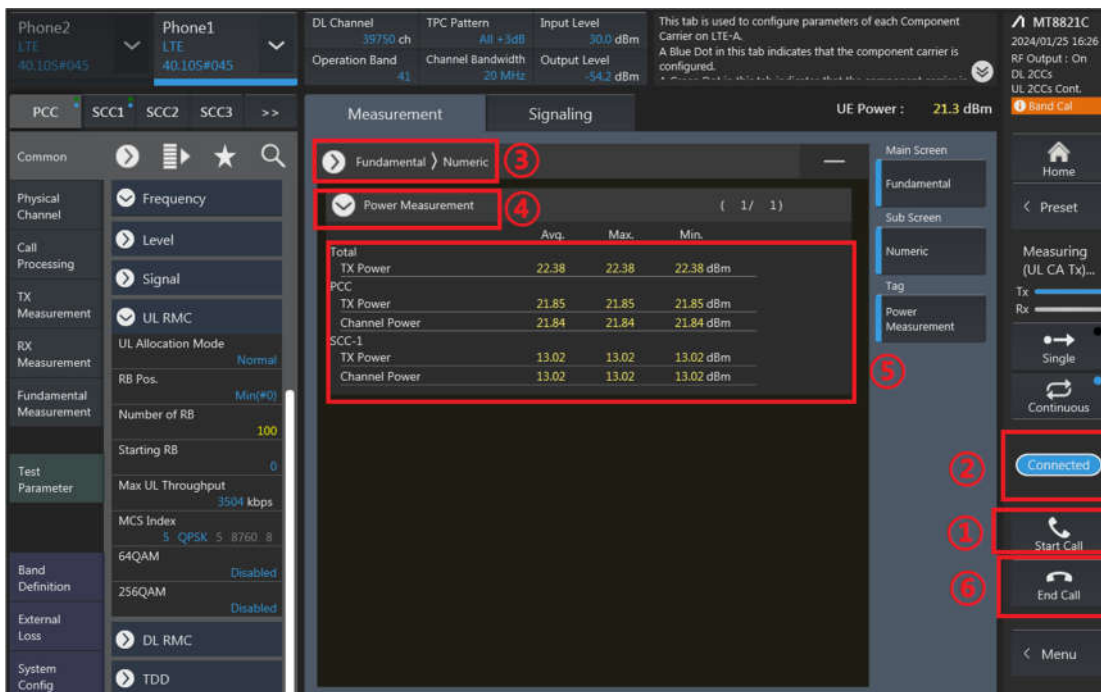 Phone2
LTE
40.105#045
Phone1
LTE
40.105#045
DL Channel
39750 ch
TPC Pattern
All +3dB
Input Level
30.0 dBm
Operation Band
41
Channel Bandwidth
20 MHz
Output Level
-54.2 dBm
This tab is used to configure parameters of each Component
Carrier on LTE-A.
A Blue Dot in this tab indicates that the component carrier is
configured.
MT8821C
2024/01/25 16:26
RF Output : On
DL 2CCs
UL 2CCs Cont.
Band Cal
PCC
SCC1
SCC2
SCC3
>>
Measurement
Signaling
UE Power : 21.3 dBm
Common
Physical
Channel
Call
Processing
TX
Measurement
RX
Measurement
Fundamental
Measurement
Test
Parameter
Band
Definition
External
Loss
System
Config
Frequency
Level
Signal
UL RMC
UL Allocation Mode
Normal
RB Pos.
Min(#0)
Number of RB
100
Starting RB
0
Max UL Throughput
3504 kbps
MCS Index
5 QPSK 5 8760 8
64QAM
Disabled
256QAM
Disabled
DL RMC
TDD
Fundamental 〉 Numeric
③
Power Measurement ( 1/ 1)
④
Avg. Max. Min.
Total
TX Power 22.38 22.38 22.38 dBm
PCC
TX Power 21.85 21.85 21.85 dBm
Channel Power 21.84 21.84 21.84 dBm
SCC-1
TX Power 13.02 13.02 13.02 dBm
Channel Power 13.02 13.02 13.02 dBm
⑤
Main Screen
Fundamental
Sub Screen
Numeric
Tag
Power
Measurement
Home
< Preset
Measuring
(UL CA Tx)...
Tx
Rx
Single
Continuous
② Connected
① Start Call
⑥ End Call
< Menu